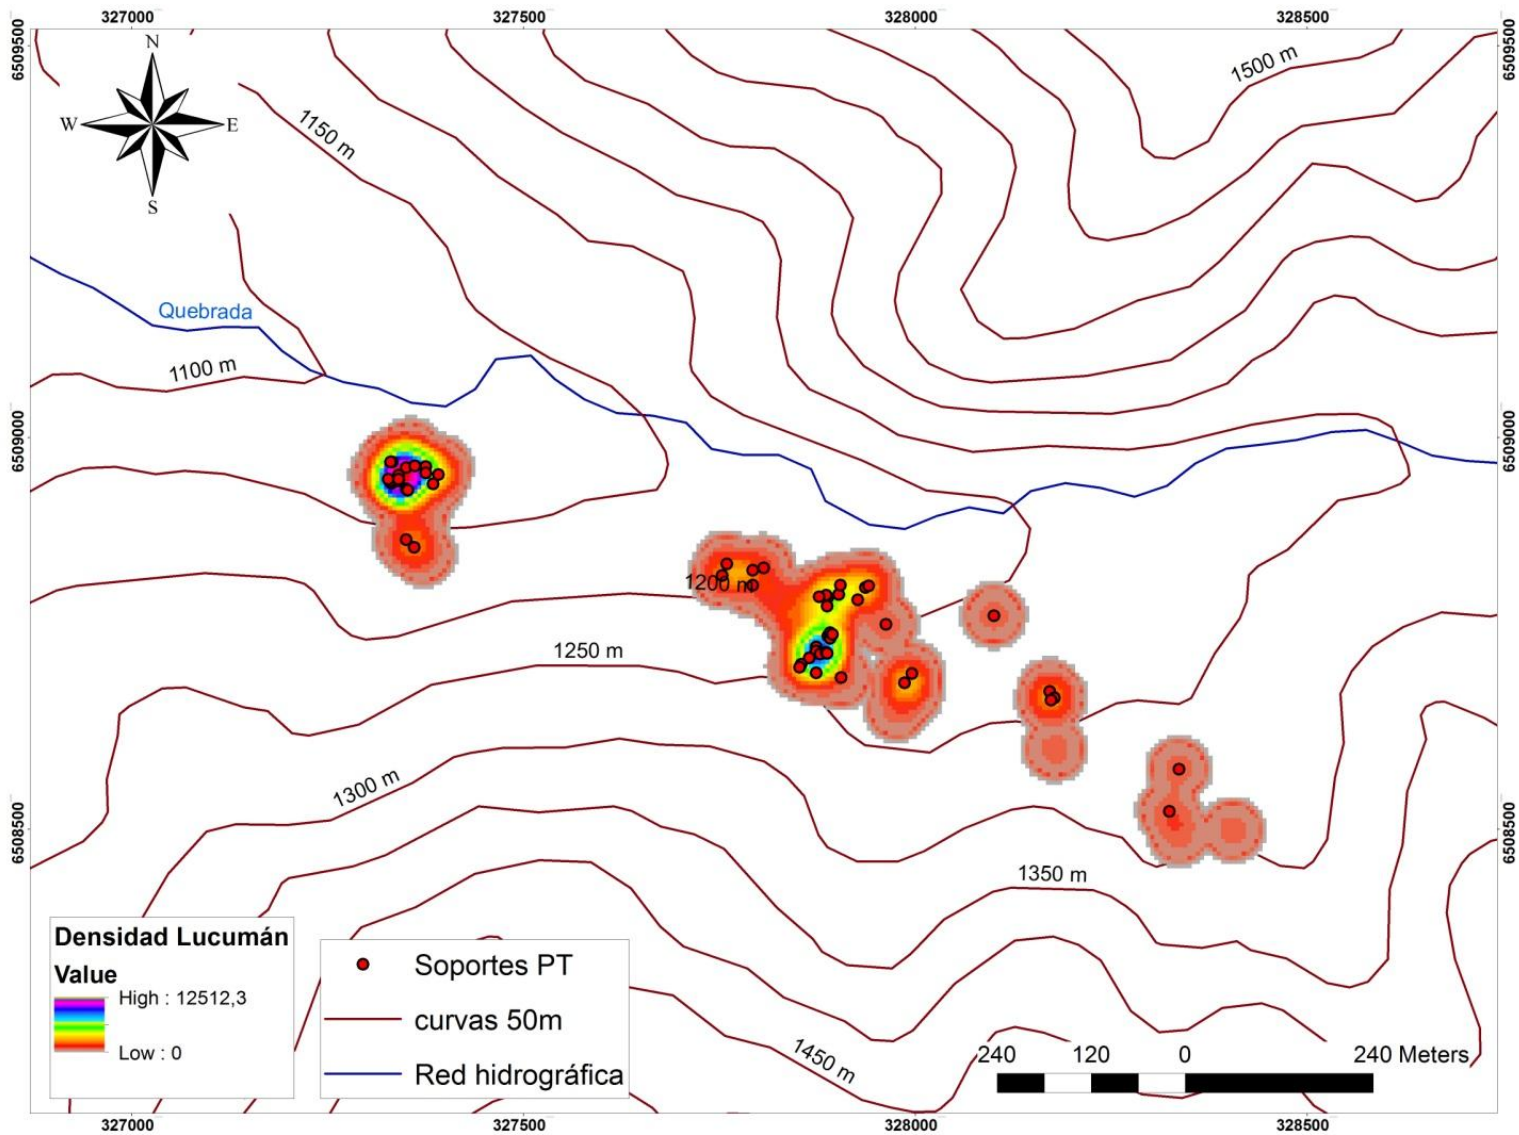 327000 327500 328000 328500
6509500
6509500
N
W E
S
1500 m
1150 m
Quebrada
1100 m
6509000
6509000
1200 m
1250 m
1300 m
6508500
6508500
1350 m
Densidad Lucumán
Value
High : 12512,3
Low : 0
Soportes PT
curvas 50m
Red hidrográfica
1450 m
240 120 0 240 Meters
327000 327500 328000 328500